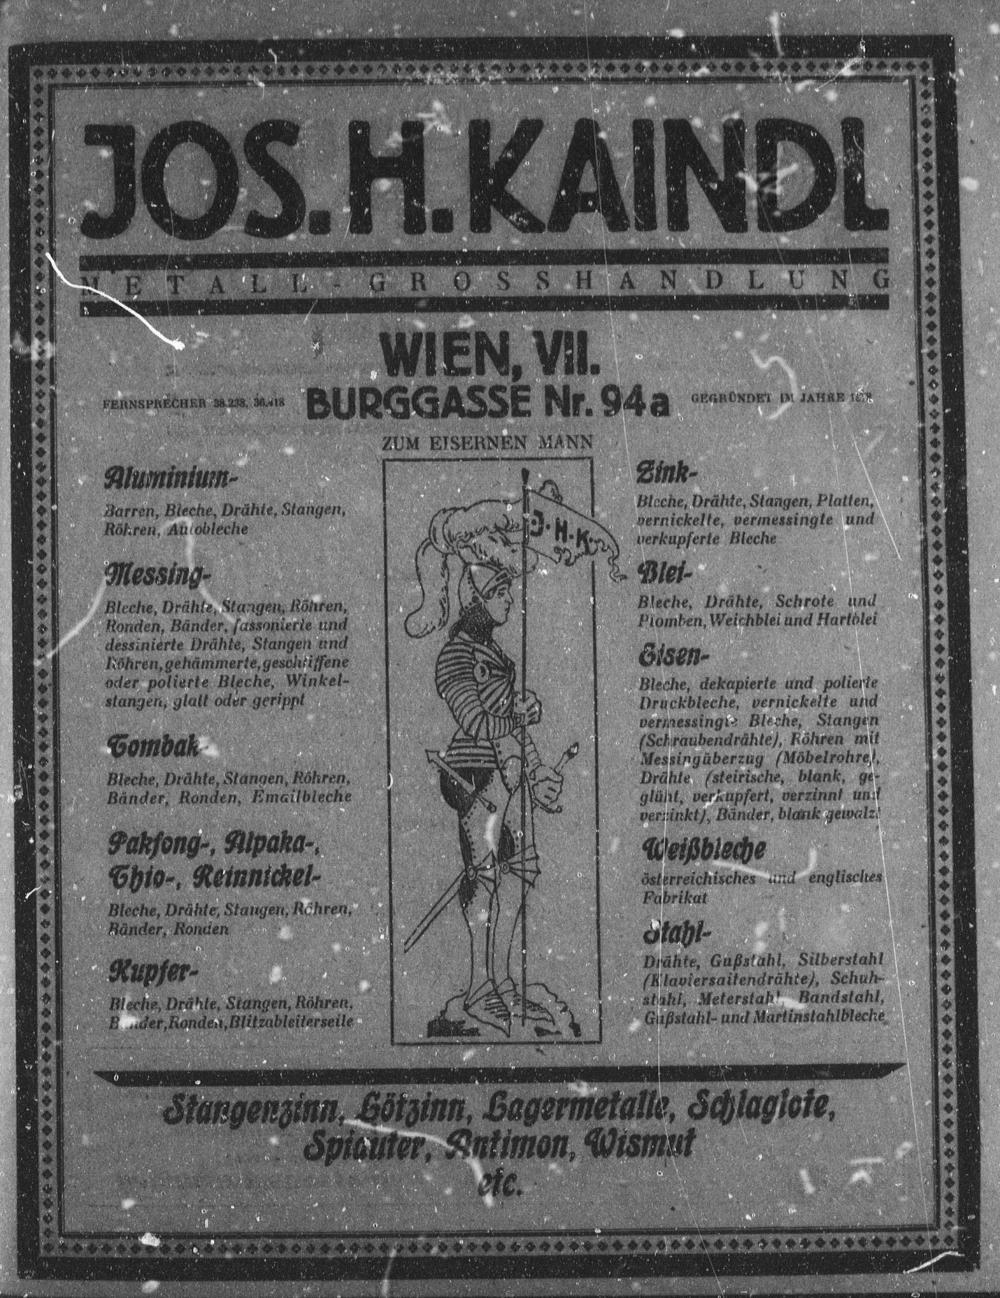 JOS. H. KAINDL
METALL-GROSSHANDLUNG
WIEN, VII.
BURGGASSE Nr. 94a
FERNSPRECHER 38.238,
GEGRÜNDET IM JAHRE
ZUM EISERNEN MANN
J·H·K·
Aluminium-
Barren, Bleche, Drähte, Stangen,
Röhren, Autobleche
Messing-
Bleche, Drähte, Stangen, Röhren,
Ronden, Bänder, fassonierte und
dessinierte Drähte, Stangen und
Röhren, gehämmerte, geschliffene
oder polierte Bleche, Winkel-
stangen, glatt oder gerippt
Tombak-
Bleche, Drähte, Stangen, Röhren,
Bänder, Ronden, Emailbleche
Pakfong-, Alpaka-,
Thio-, Reinnickel-
Bleche, Drähte, Stangen, Röhren,
Bänder, Ronden
Kupfer-
Bleche, Drähte, Stangen, Röhren,
Bänder, Ronden, Blitzableiterseile
Zink-
Bleche, Drähte, Stangen, Platten,
vernickelte, vermessingte und
verkupferte Bleche
Blei-
Bleche, Drähte, Schrote und
Plomben, Weichblei und Hartblei
Eisen-
Bleche, dekapierte und polierte
Druckbleche, vernickelte und
vermessingte Bleche, Stangen
(Schraubendrähte), Röhren mit
Messingüberzug (Möbelrohre),
Drähte (steirische, blank, ge-
glüht, verkupfert, verzinnt und
verzinkt), Bänder, blank gewalzt
Weißbleche
österreichisches und englisches
Fabrikat
Stahl-
Drähte, Gußstahl, Silberstahl
(Klaviersaitendrähte), Schuh-
stahl, Meterstahl, Bandstahl,
Gußstahl- und Martinstahlbleche
Stangenzinn, Lötzinn, Lagermetalle, Schlaglote,
Spiauter, Antimon, Wismut
etc.